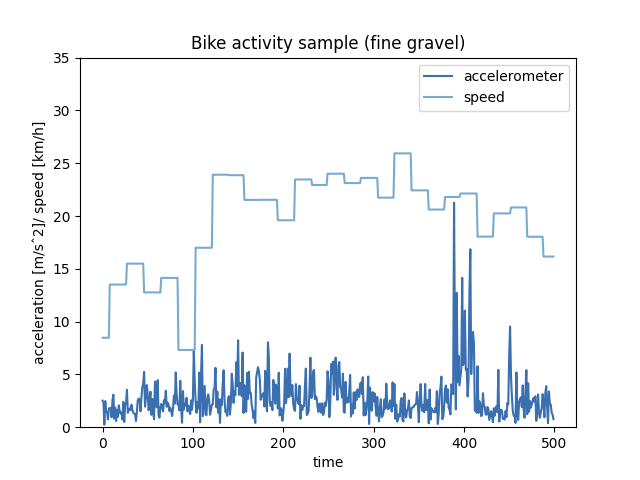 Bike activity sample (fine gravel)
accelerometer
speed
acceleration [m/s^2]/ speed [km/h]
35
30
25
20
15
10
5
0
0 100 200 300 400 500
time